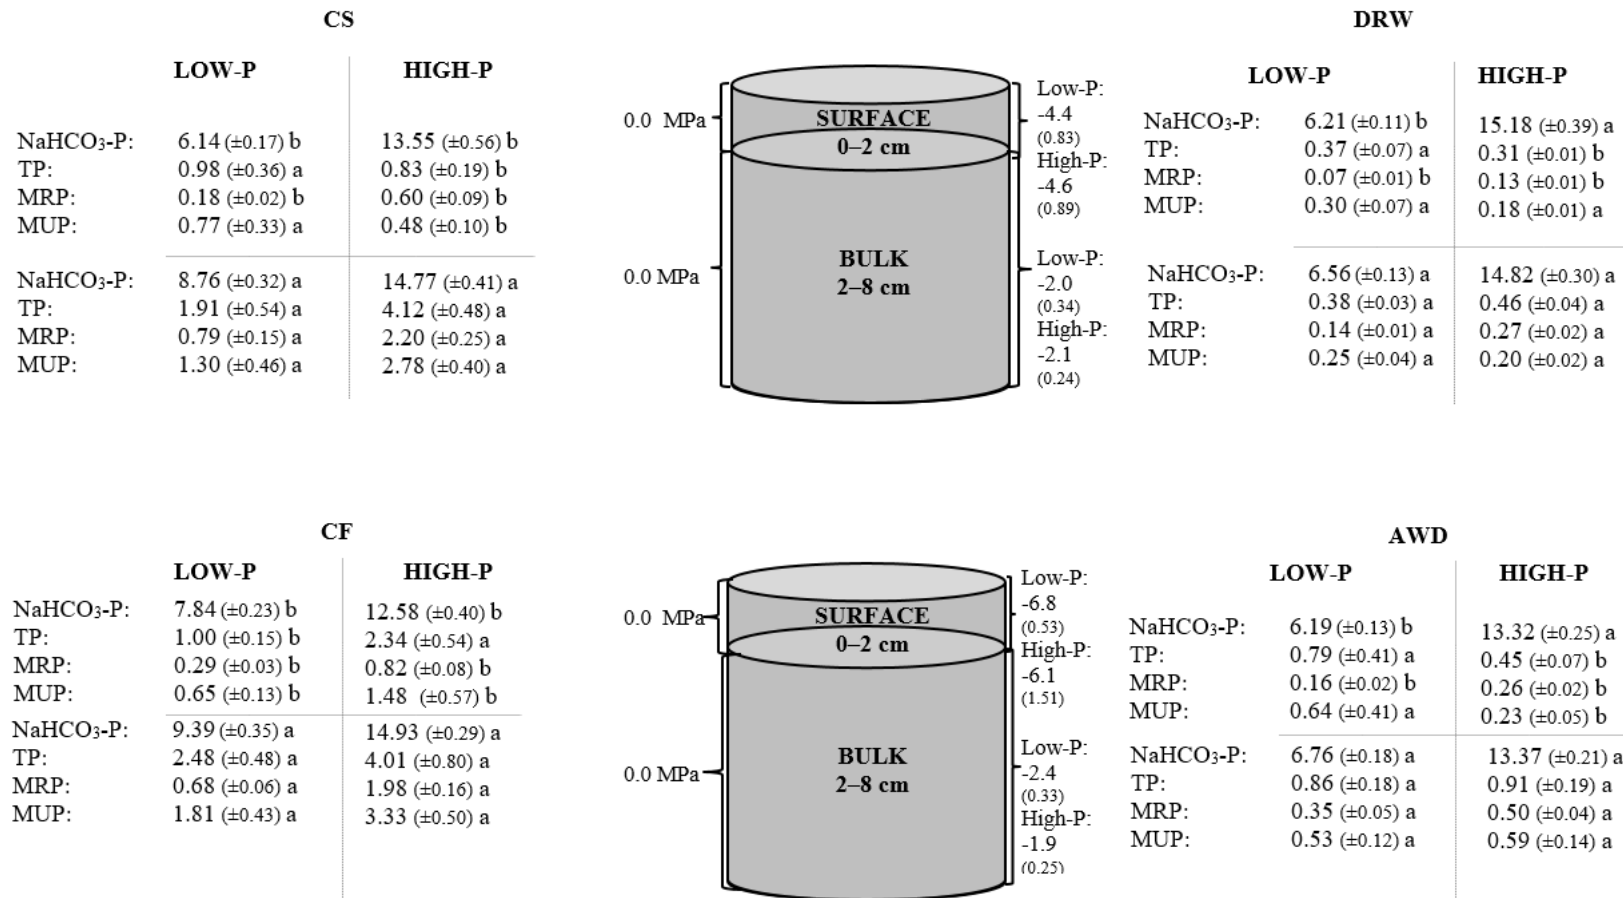 CS
LOW-P HIGH-P
NaHCO₃-P: 6.14 (±0.17) b 13.55 (±0.56) b
TP: 0.98 (±0.36) a 0.83 (±0.19) b
MRP: 0.18 (±0.02) b 0.60 (±0.09) b
MUP: 0.77 (±0.33) a 0.48 (±0.10) b
NaHCO₃-P: 8.76 (±0.32) a 14.77 (±0.41) a
TP: 1.91 (±0.54) a 4.12 (±0.48) a
MRP: 0.79 (±0.15) a 2.20 (±0.25) a
MUP: 1.30 (±0.46) a 2.78 (±0.40) a
0.0 MPa
SURFACE
0–2 cm
0.0 MPa
BULK
2–8 cm
Low-P:
-4.4
(0.83)
High-P:
-4.6
(0.89)
Low-P:
-2.0
(0.34)
High-P:
-2.1
(0.24)
DRW
LOW-P HIGH-P
NaHCO₃-P: 6.21 (±0.11) b 15.18 (±0.39) a
TP: 0.37 (±0.07) a 0.31 (±0.01) b
MRP: 0.07 (±0.01) b 0.13 (±0.01) b
MUP: 0.30 (±0.07) a 0.18 (±0.01) a
NaHCO₃-P: 6.56 (±0.13) a 14.82 (±0.30) a
TP: 0.38 (±0.03) a 0.46 (±0.04) a
MRP: 0.14 (±0.01) a 0.27 (±0.02) a
MUP: 0.25 (±0.04) a 0.20 (±0.02) a
CF
LOW-P HIGH-P
NaHCO₃-P: 7.84 (±0.23) b 12.58 (±0.40) b
TP: 1.00 (±0.15) b 2.34 (±0.54) a
MRP: 0.29 (±0.03) b 0.82 (±0.08) b
MUP: 0.65 (±0.13) b 1.48 (±0.57) b
NaHCO₃-P: 9.39 (±0.35) a 14.93 (±0.29) a
TP: 2.48 (±0.48) a 4.01 (±0.80) a
MRP: 0.68 (±0.06) a 1.98 (±0.16) a
MUP: 1.81 (±0.43) a 3.33 (±0.50) a
0.0 MPa
SURFACE
0–2 cm
0.0 MPa
BULK
2–8 cm
Low-P:
-6.8
(0.53)
High-P:
-6.1
(1.51)
Low-P:
-2.4
(0.33)
High-P:
-1.9
(0.25)
AWD
LOW-P HIGH-P
NaHCO₃-P: 6.19 (±0.13) b 13.32 (±0.25) a
TP: 0.79 (±0.41) a 0.45 (±0.07) b
MRP: 0.16 (±0.02) b 0.26 (±0.02) b
MUP: 0.64 (±0.41) a 0.23 (±0.05) b
NaHCO₃-P: 6.76 (±0.18) a 13.37 (±0.21) a
TP: 0.86 (±0.18) a 0.91 (±0.19) a
MRP: 0.35 (±0.05) a 0.50 (±0.04) a
MUP: 0.53 (±0.12) a 0.59 (±0.14) a